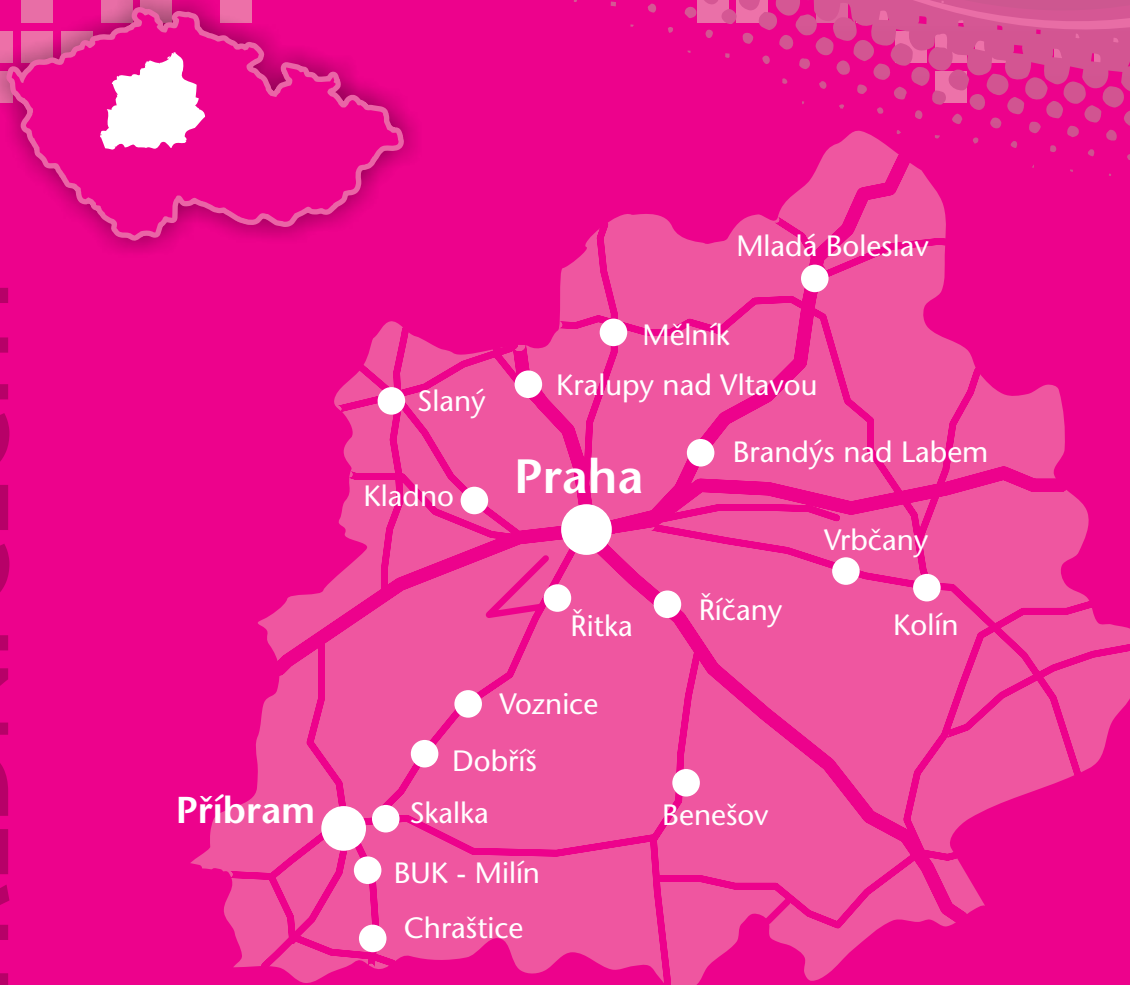 Mladá Boleslav
Mělník
Kralupy nad Vltavou
Slaný
Brandýs nad Labem
Praha
Kladno
Vrbčany
Řitka
Říčany
Kolín
Voznice
Dobříš
Příbram
Skalka
Benešov
BUK - Milín
Chraštice